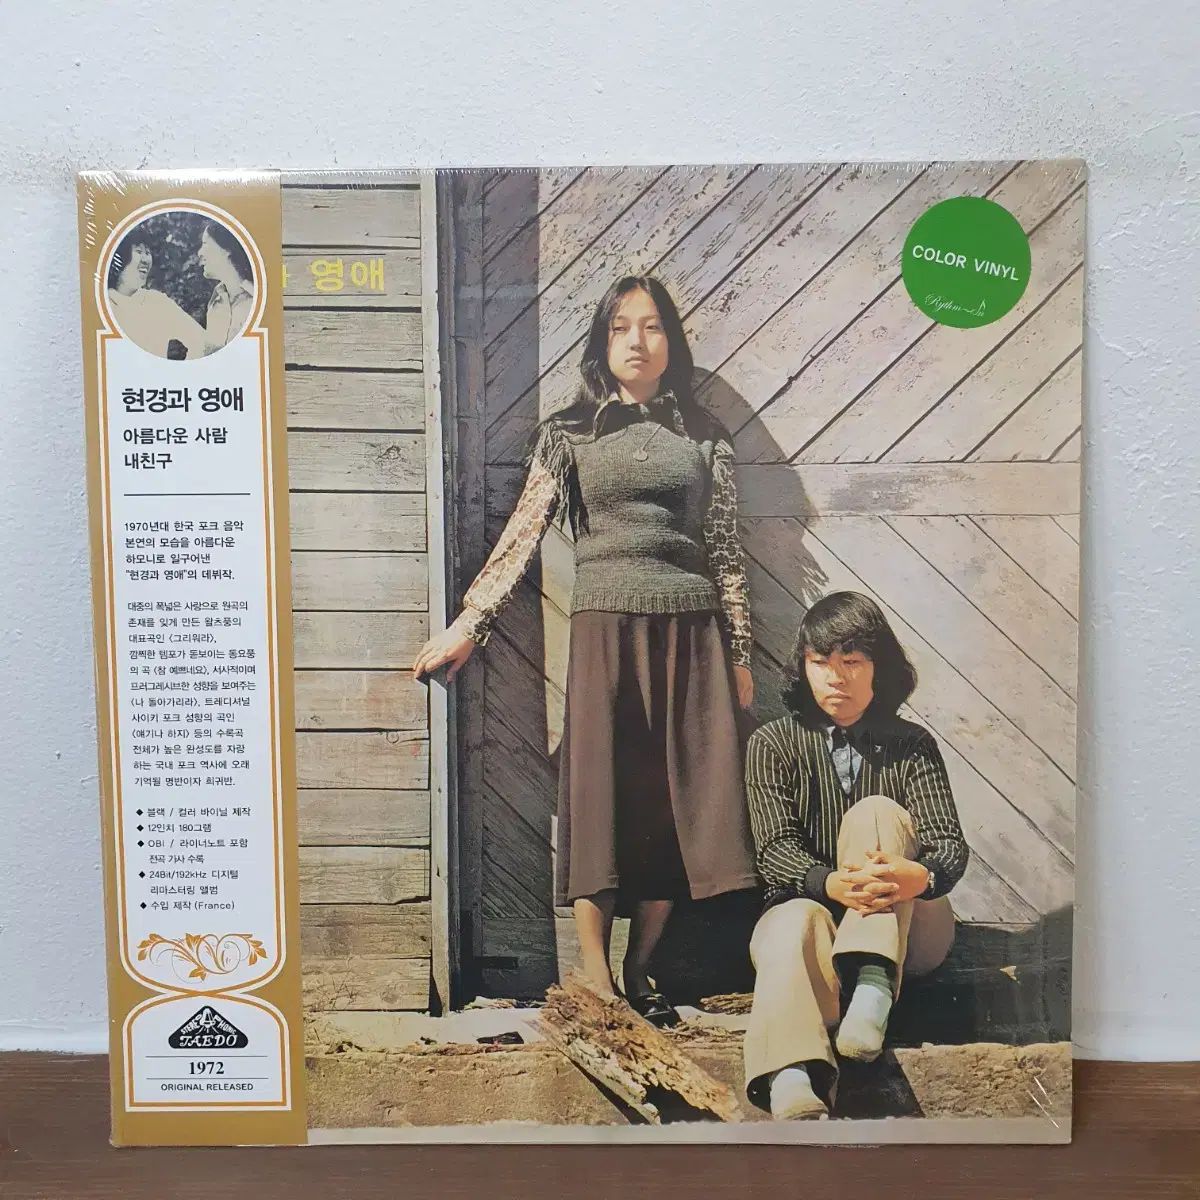 현경과 영애
아름다운 사람
내친구
1970년대 한국 포크 음악
본연의 모습을 아름다운
하모니로 일구어낸
"현경과 영애"의 데뷔작.
대중의 폭넓은 사랑으로 원곡의
존재를 잊게 만든 왈츠풍의
대표곡인 <그리워라>,
깜찍한 템포가 돋보이는 동요풍
의 곡 <참 예쁘네요>, 서사적이며
프러그레시브한 성향을 보여주는
<나 돌아가리라>, 트레디셔널
사이키 포크 성향의 곡인
<얘기나 하지> 등의 수록곡
전체가 높은 완성도를 자랑
하는 국내 포크 역사에 오래
기억될 명반이자 희귀반.
◆ 블랙 / 컬러 바이닐 제작
◆ 12인치 180그램
◆ OBI / 라이너노트 포함
전곡 가사 수록
◆ 24Bit/192kHz 디지털
리마스터링 앨범
◆ 수입 제작 (France)
STEREO PHONIC
TAEDO
1972
ORIGINAL RELEASED
과 영애
COLOR VINYL